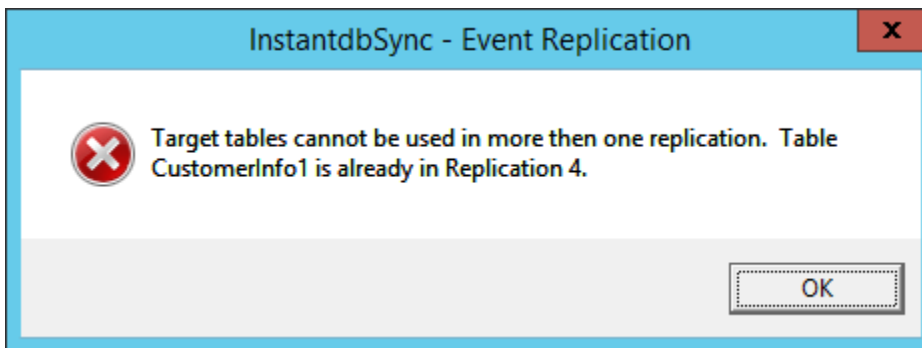 InstantdbSync - Event Replication
x
Target tables cannot be used in more then one replication.  Table
CustomerInfo1 is already in Replication 4.
OK